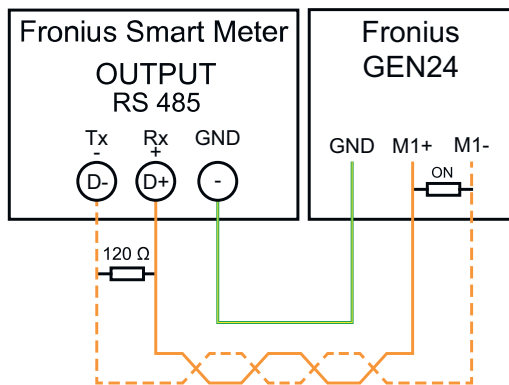 Fronius Smart Meter
OUTPUT
RS 485
Tx Rx GND
- +
D- D+ -
120 Ω
Fronius
GEN24
GND M1+ M1-
ON